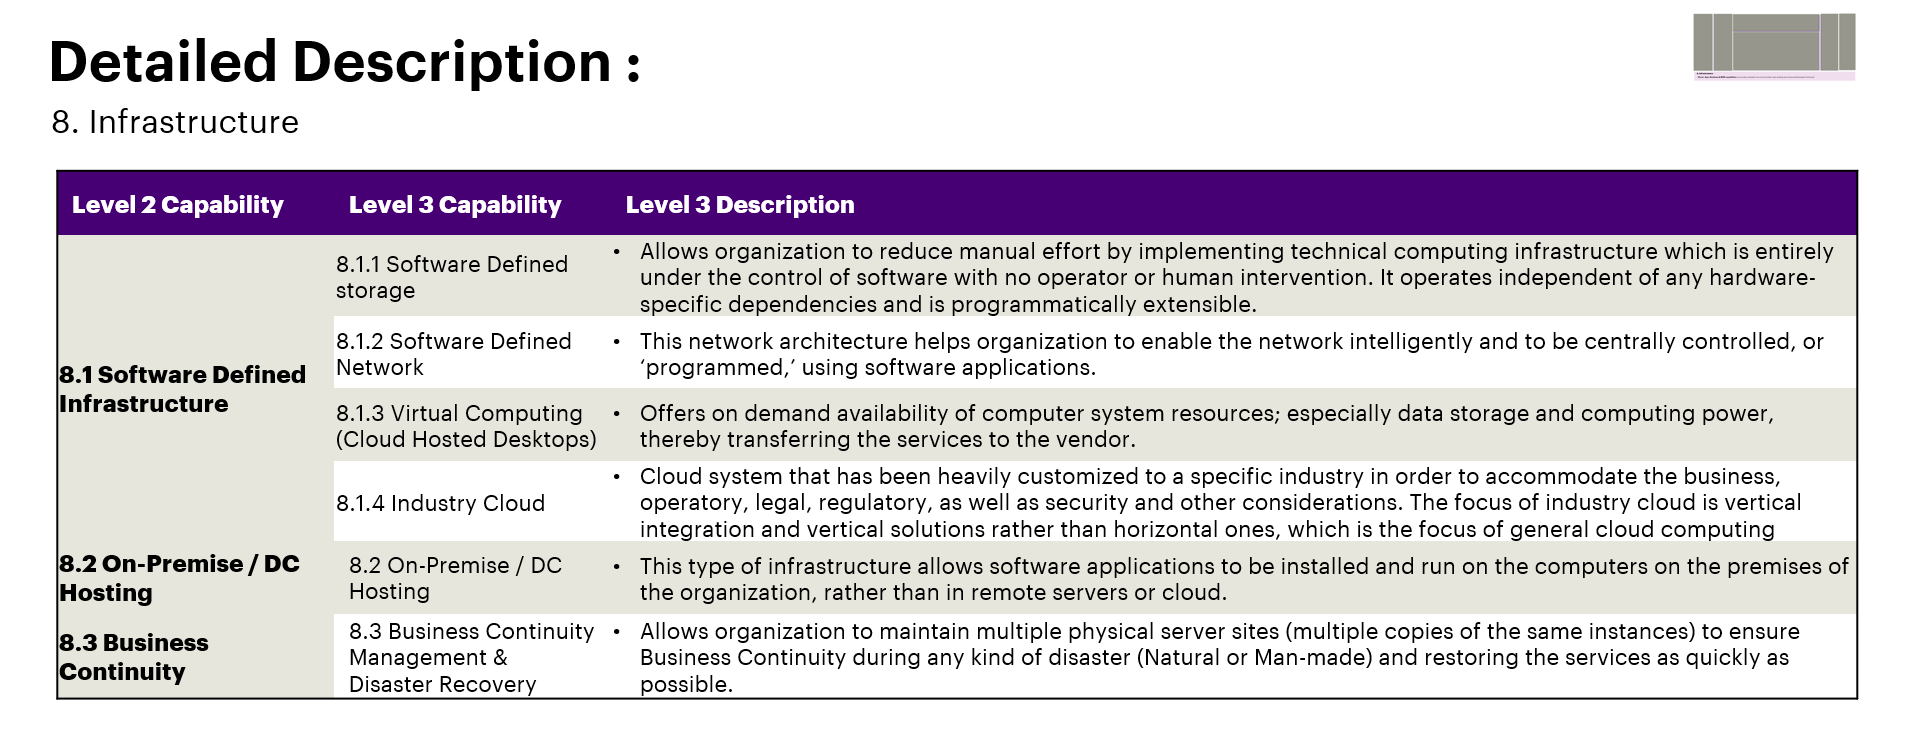 Detailed Description :
8. Infrastructure
Level 2 Capability
Level 3 Capability
Level 3 Description
8.1 Software Defined
Infrastructure
8.1.1 Software Defined
storage
• Allows organization to reduce manual effort by implementing technical computing infrastructure which is entirely
under the control of software with no operator or human intervention. It operates independent of any hardware-
specific dependencies and is programmatically extensible.
8.1.2 Software Defined
Network
• This network architecture helps organization to enable the network intelligently and to be centrally controlled, or
‘programmed,’ using software applications.
8.1.3 Virtual Computing
(Cloud Hosted Desktops)
• Offers on demand availability of computer system resources; especially data storage and computing power,
thereby transferring the services to the vendor.
8.1.4 Industry Cloud
• Cloud system that has been heavily customized to a specific industry in order to accommodate the business,
operatory, legal, regulatory, as well as security and other considerations. The focus of industry cloud is vertical
integration and vertical solutions rather than horizontal ones, which is the focus of general cloud computing
8.2 On-Premise / DC
Hosting
8.2 On-Premise / DC
Hosting
• This type of infrastructure allows software applications to be installed and run on the computers on the premises of
the organization, rather than in remote servers or cloud.
8.3 Business
Continuity
8.3 Business Continuity
Management &
Disaster Recovery
• Allows organization to maintain multiple physical server sites (multiple copies of the same instances) to ensure
Business Continuity during any kind of disaster (Natural or Man-made) and restoring the services as quickly as
possible.